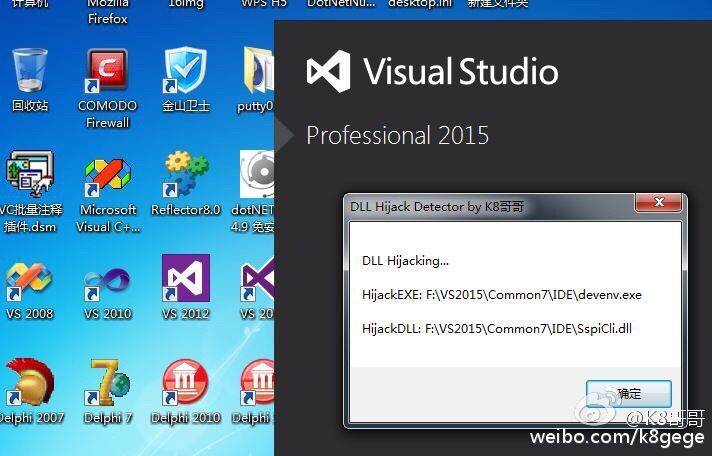 计算机
Mozilla Firefox
16img
WPS H5
DotNetNu...
desktop.ini
新建文件夹
回收站
COMODO Firewall
金山卫士
putty0.
Visual Studio
Professional 2015
VC批量注释插件.dsm
Microsoft Visual C+...
Reflector8.0
dotNET
4.9 免安
DLL Hijack Detector by K8哥哥
DLL Hijacking...
HijackEXE: F:\VS2015\Common7\IDE\devenv.exe
HijackDLL: F:\VS2015\Common7\IDE\SspiCli.dll
确定
VS 2008
VS 2010
VS 2012
VS 20
Delphi 2007
Delphi 7
Delphi 2010
Delphi
@K8哥哥
weibo.com/k8gege